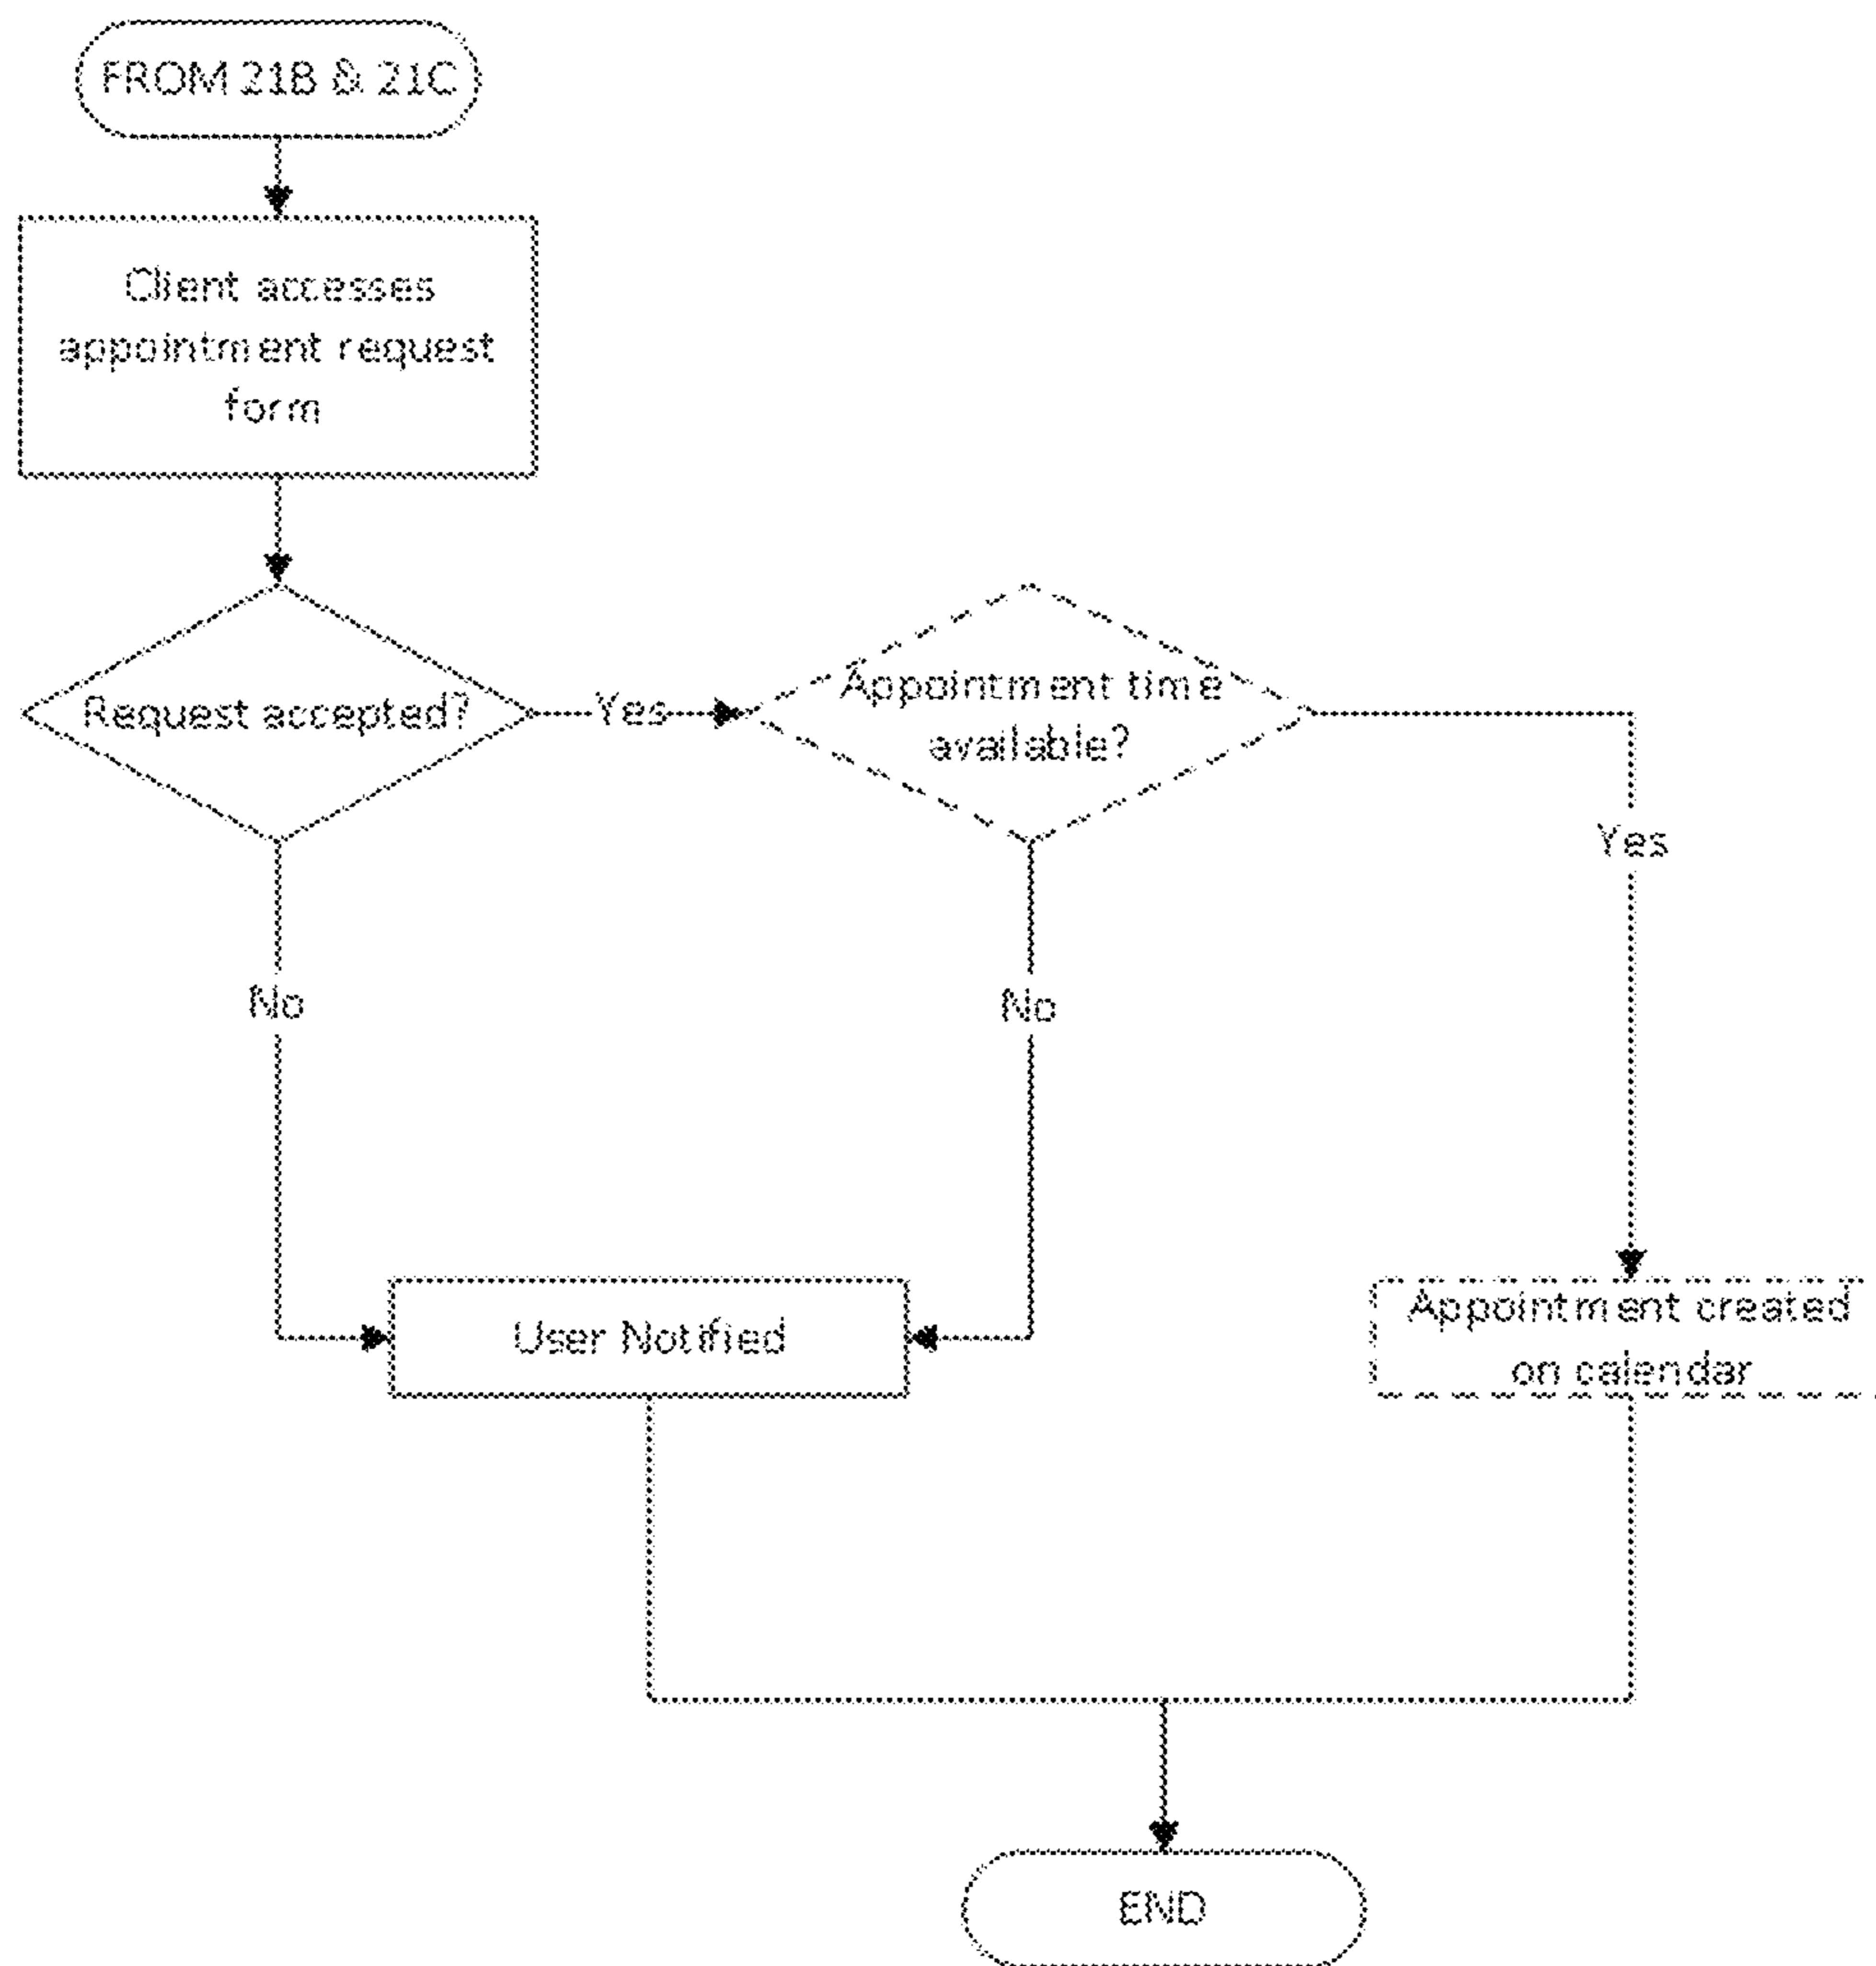 FROM 21B & 21C
Client accesses
appointment request
form
Request accepted?
Yes
Appointment time
available?
Yes
No
No
User Notified
Appointment created
on calendar
END